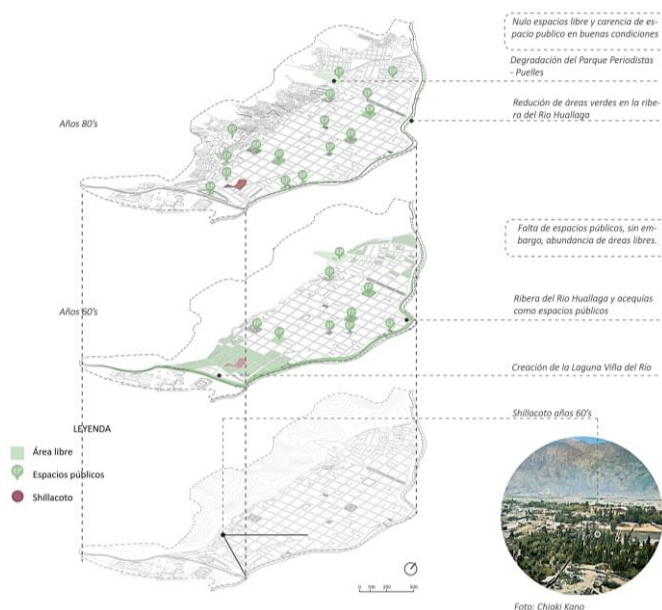 Nulo espacios libre y carencia de es-
pacio publico en buenas condiciones
Degradación del Parque Periodistas
- Puelles
Años 80's
Redución de áreas verdes en la ribe-
ra del Rio Huallaga
Falta de espacios públicos, sin em-
bargo, abundancia de áreas libres.
Años 60's
Ribera del Rio Huallaga y acequías
como espacios públicos
Creación de la Laguna Viña del Río
Shillacoto años 60's
LEYENDA
Área libre
EP
Espacios públicos
Shillacoto
0 100 200 500
Foto: Chiaki Kano